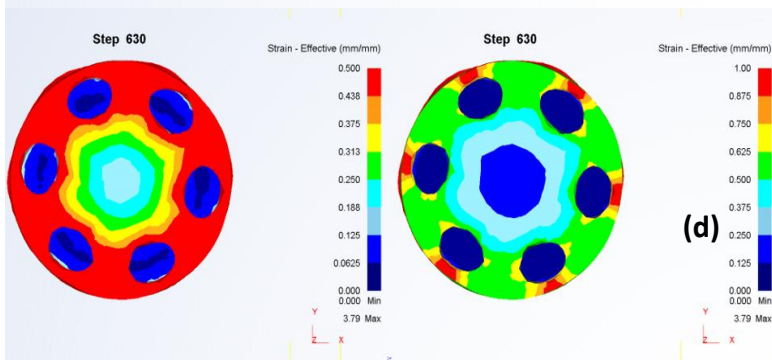 Step 630
Strain - Effective (mm/mm)
0.500
0.438
0.375
0.313
0.250
0.188
0.125
0.0625
0.000
0.000 Min
3.79 Max
Y
Z X
Step 630
Strain - Effective (mm/mm)
1.00
0.875
0.750
0.625
0.500
0.375
0.250
0.125
0.000
0.000 Min
3.79 Max
(d)
Y
Z X